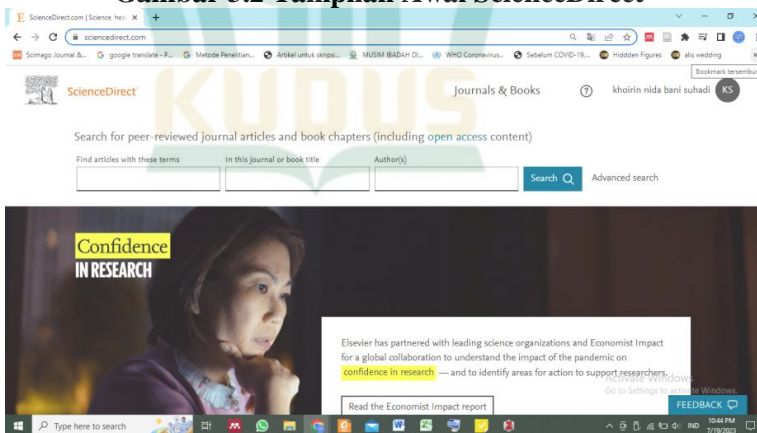 Gambar 3.2 Tampilan Awal ScienceDirect
ScienceDirect.com | Science, hea
sciencedirect.com
Scimago Journal &... google translate - P... Metode Penelitian... Artikel untuk skripsi... MUSIM IBADAH DI... WHO Coronavirus... Sebelum COVID-19,... Hiddden Figures alis wedding
Bookmark tersembun
ScienceDirect Journals & Books ? khoirin nida bani suhadi KS
KUDUS
Search for peer-reviewed journal articles and book chapters (including open access content)
Find articles with these terms In this journal or book title Author(s)
Search Advanced search
Confidence
IN RESEARCH
Elsevier has partnered with leading science organizations and Economist Impact
for a global collaboration to understand the impact of the pandemic on
confidence in research — and to identify areas for action to support researchers.
Activate Windows
Go to Settings to activate Windows.
Read the Economist Impact report
FEEDBACK
Type here to search
IND 10:44 PM
7/19/2023